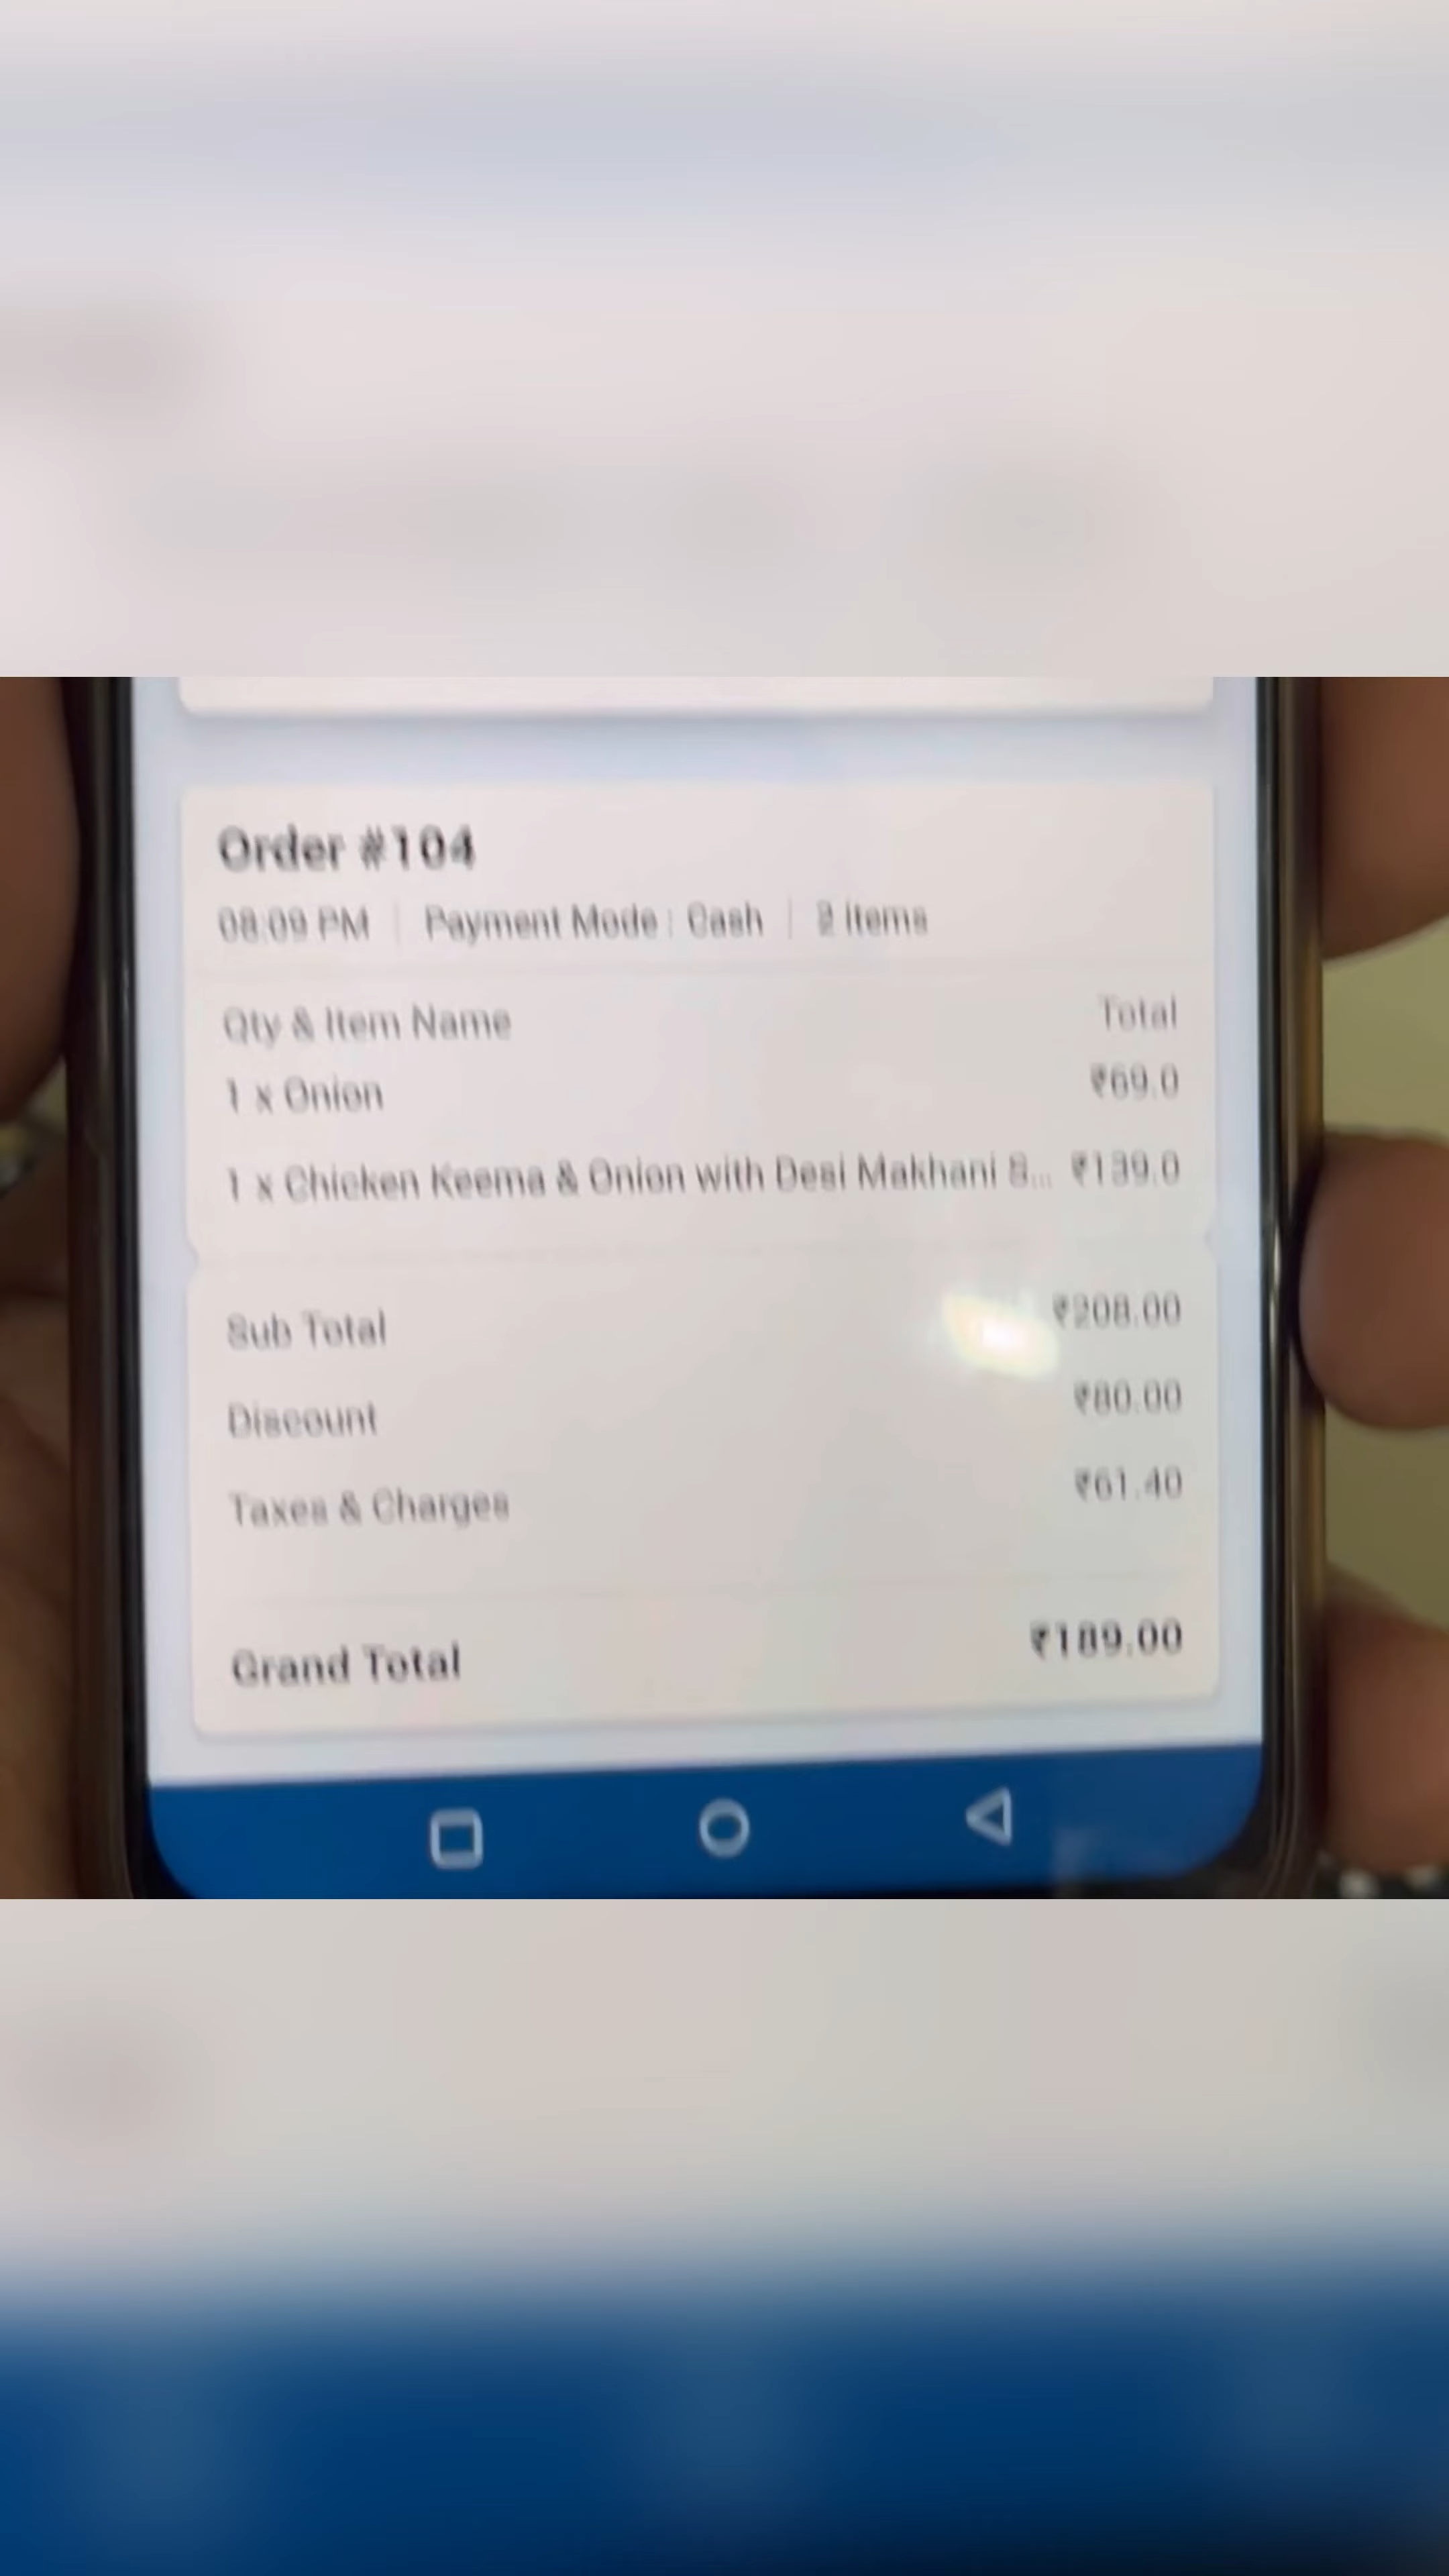 Order #104
08:09 PM | Payment Mode : Cash | 2 items
Qty & Item Name Total
1 x Onion ₹69.0
1 x Chicken Keema & Onion with Desi Makhani S... ₹139.0
Sub Total ₹208.00
Discount ₹80.00
Taxes & Charges ₹61.40
Grand Total ₹189.00